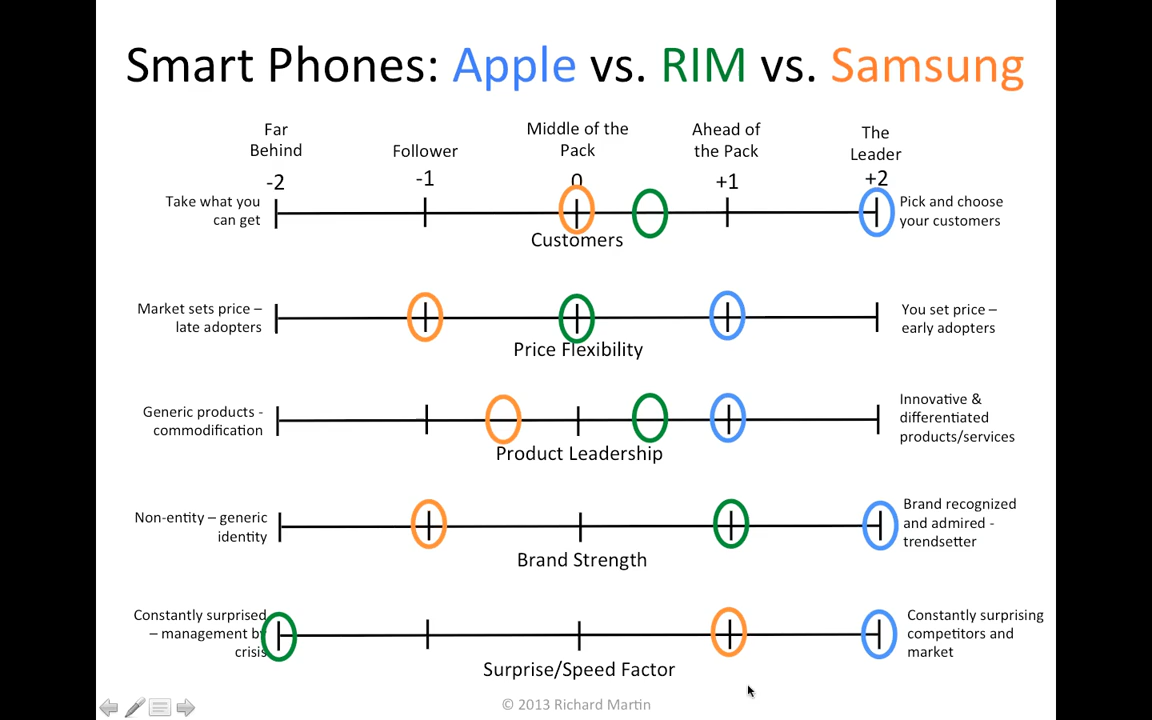 Smart Phones: Apple vs. RIM vs. Samsung
Far
Behind
-2
Follower
-1
Middle of the
Pack
0
Ahead of
the Pack
+1
The
Leader
+2
Take what you
can get
Pick and choose
your customers
Customers
Market sets price –
late adopters
You set price –
early adopters
Price Flexibility
Generic products -
commodification
Innovative &
differentiated
products/services
Product Leadership
Non-entity – generic
identity
Brand recognized
and admired -
trendsetter
Brand Strength
Constantly surprised
– management by
crisis
Constantly surprising
competitors and
market
Surprise/Speed Factor
© 2013 Richard Martin